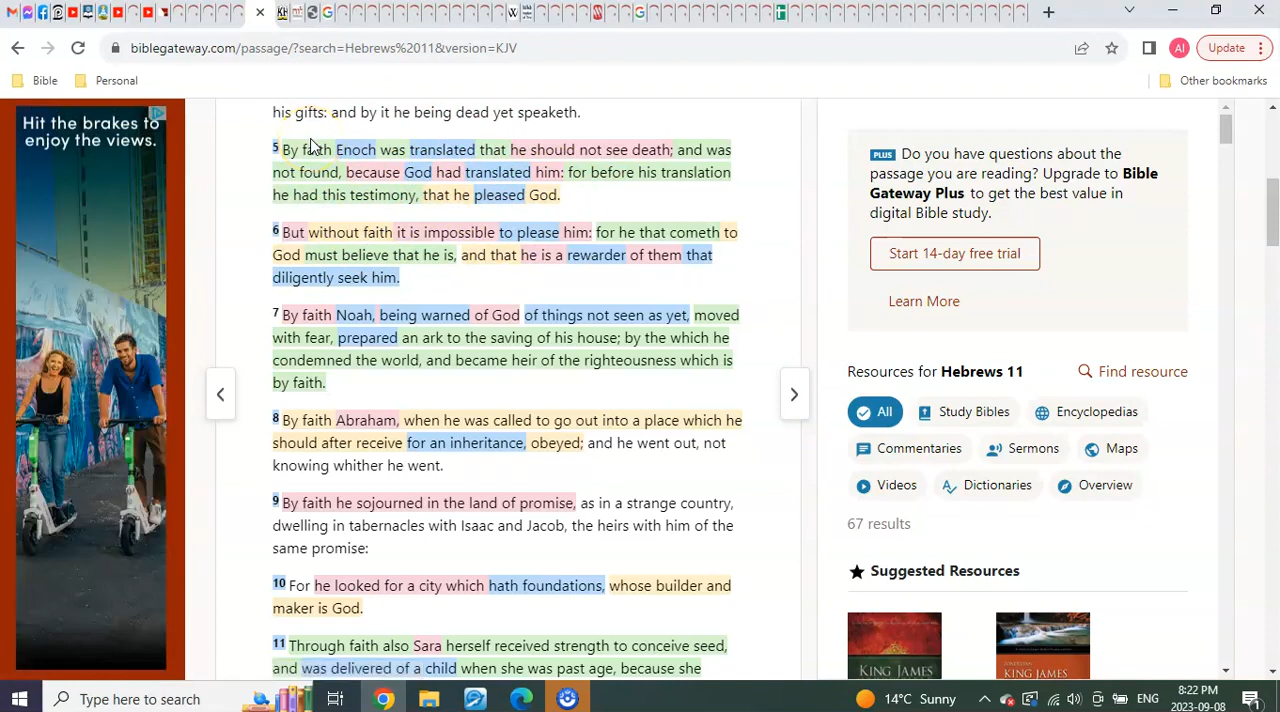 biblegateway.com/passage/?search=Hebrews%2011&version=KJV
AI
Update
Bible
Personal
Other bookmarks
Hit the brakes to
enjoy the views.
his gifts: and by it he being dead yet speaketh.
5 By faith Enoch was translated that he should not see death; and was
not found, because God had translated him: for before his translation
he had this testimony, that he pleased God.
6 But without faith it is impossible to please him: for he that cometh to
God must believe that he is, and that he is a rewarder of them that
diligently seek him.
7 By faith Noah, being warned of God of things not seen as yet, moved
with fear, prepared an ark to the saving of his house; by the which he
condemned the world, and became heir of the righteousness which is
by faith.
8 By faith Abraham, when he was called to go out into a place which he
should after receive for an inheritance, obeyed; and he went out, not
knowing whither he went.
9 By faith he sojourned in the land of promise, as in a strange country,
dwelling in tabernacles with Isaac and Jacob, the heirs with him of the
same promise:
10 For he looked for a city which hath foundations, whose builder and
maker is God.
11 Through faith also Sara herself received strength to conceive seed,
and was delivered of a child when she was past age, because she
PLUS Do you have questions about the
passage you are reading? Upgrade to Bible
Gateway Plus to get the best value in
digital Bible study.
Start 14-day free trial
Learn More
Resources for Hebrews 11
Find resource
All
Study Bibles
Encyclopedias
Commentaries
Sermons
Maps
Videos
Dictionaries
Overview
67 results
Suggested Resources
KING JAMES
KING JAMES
Type here to search
14°C Sunny
ENG
8:22 PM
2023-09-08
1